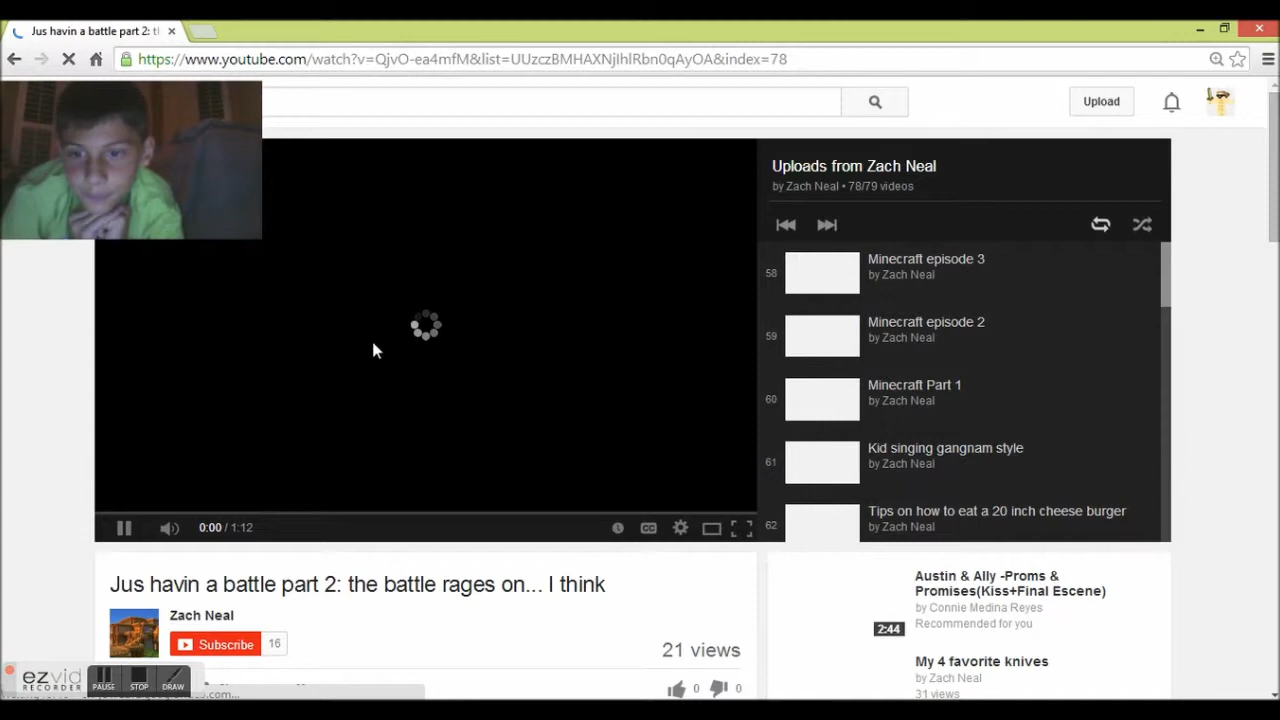 Jus havin a battle part 2: tl
https://www.youtube.com/watch?v=QjvO-ea4mfM&list=UUzczBMHAXNjIhlRbn0qAyOA&index=78
Upload
Uploads from Zach Neal
by Zach Neal • 78/79 videos
58
Minecraft episode 3
by Zach Neal
59
Minecraft episode 2
by Zach Neal
60
Minecraft Part 1
by Zach Neal
61
Kid singing gangnam style
by Zach Neal
62
Tips on how to eat a 20 inch cheese burger
by Zach Neal
0:00 / 1:12
CC
Jus havin a battle part 2: the battle rages on... I think
Zach Neal
Subscribe 16
21 views
0 0
Austin & Ally -Proms &
Promises(Kiss+Final Escene)
by Connie Medina Reyes
Recommended for you
2:44
My 4 favorite knives
by Zach Neal
31 views
ezvid
RECORDER
PAUSE STOP DRAW